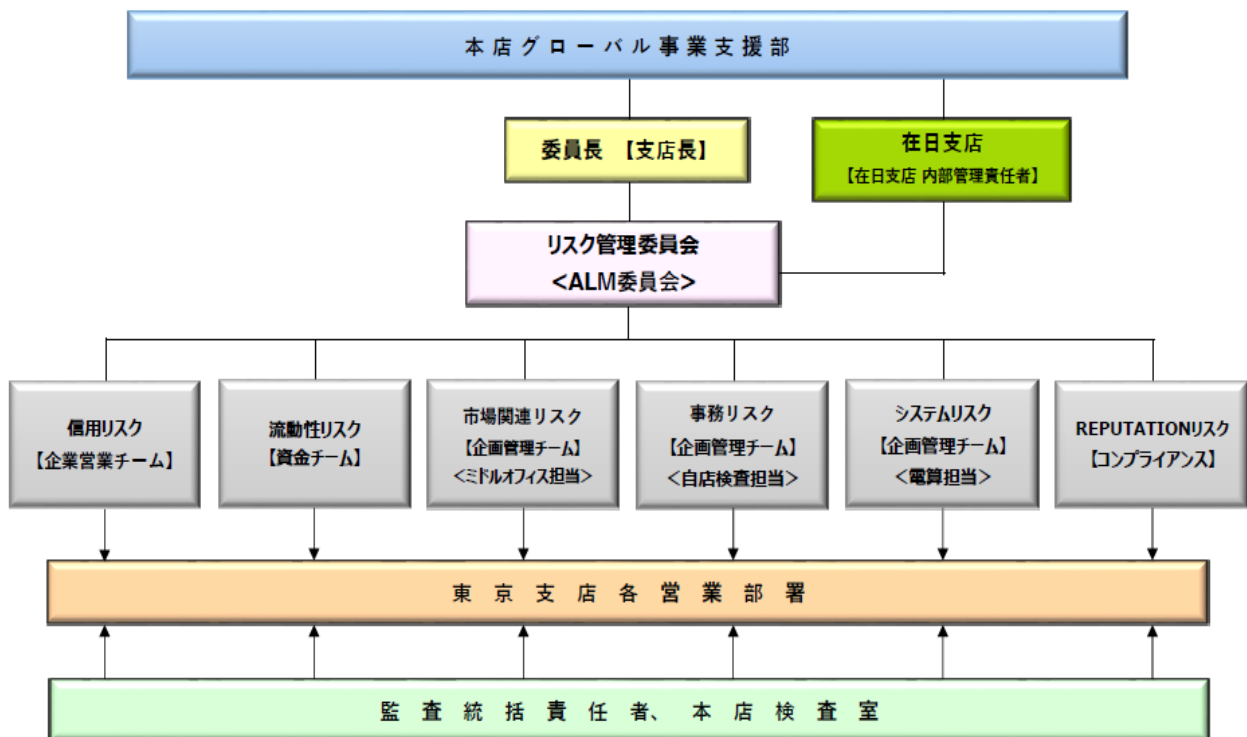 本店グローバル事業支援部
委員長 【支店長】
在日支店
【在日支店 内部管理責任者】
リスク管理委員会
<ALM委員会>
信用リスク
【企業営業チーム】
流動性リスク
【資金チーム】
市場関連リスク
【企画管理チーム】
<ミドルオフィス担当>
事務リスク
【企画管理チーム】
<自店検査担当>
システムリスク
【企画管理チーム】
<電算担当>
REPUTATIONリスク
【コンプライアンス】
東京支店各営業部署
監査統括責任者、本店検査室